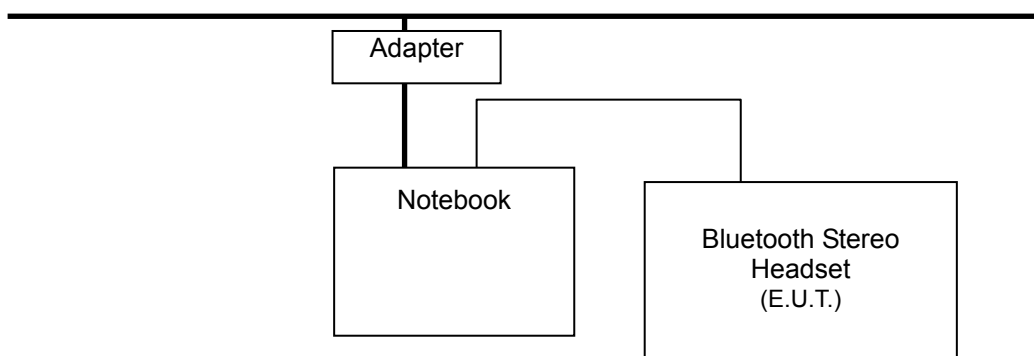 Adapter
Notebook
Bluetooth Stereo
Headset
(E.U.T.)